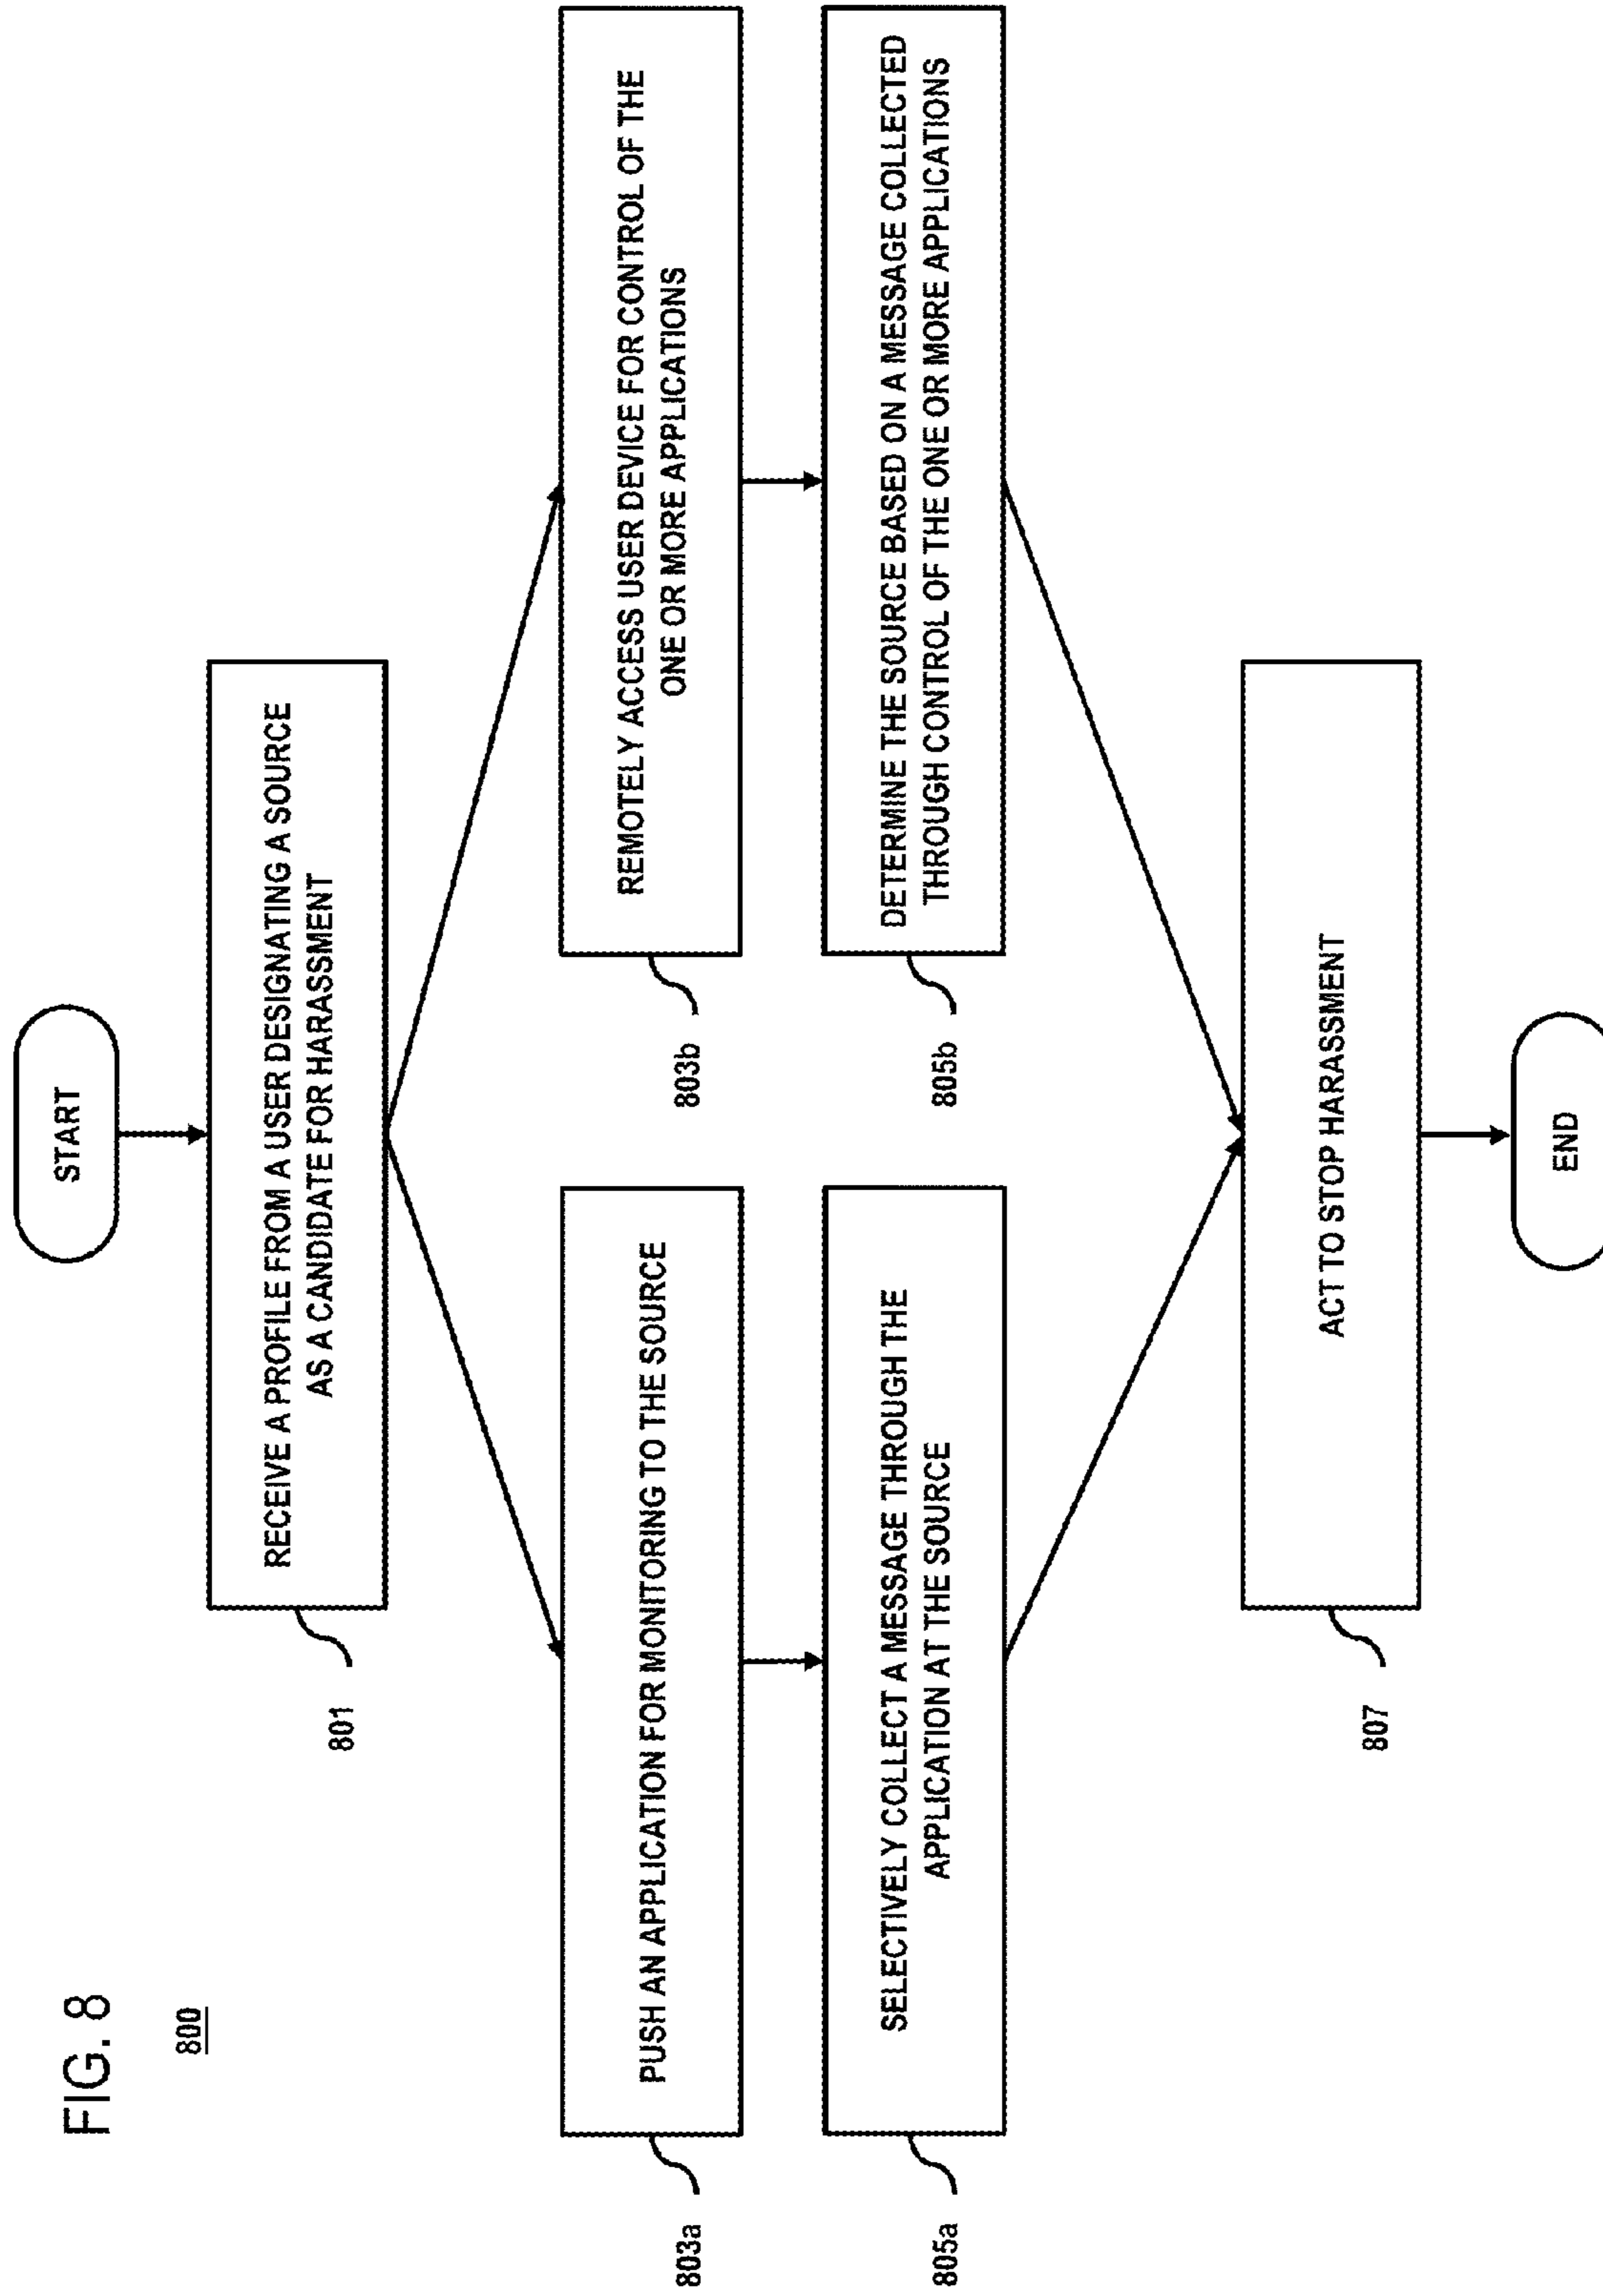 FIG. 8
800
START
RECEIVE A PROFILE FROM A USER DESIGNATING A SOURCE
AS A CANDIDATE FOR HARASSMENT
801
PUSH AN APPLICATION FOR MONITORING TO THE SOURCE
803a
SELECTIVELY COLLECT A MESSAGE THROUGH THE
APPLICATION AT THE SOURCE
805a
REMOTELY ACCESS USER DEVICE FOR CONTROL OF THE
ONE OR MORE APPLICATIONS
803b
DETERMINE THE SOURCE BASED ON A MESSAGE COLLECTED
THROUGH CONTROL OF THE ONE OR MORE APPLICATIONS
805b
ACT TO STOP HARASSMENT
807
END